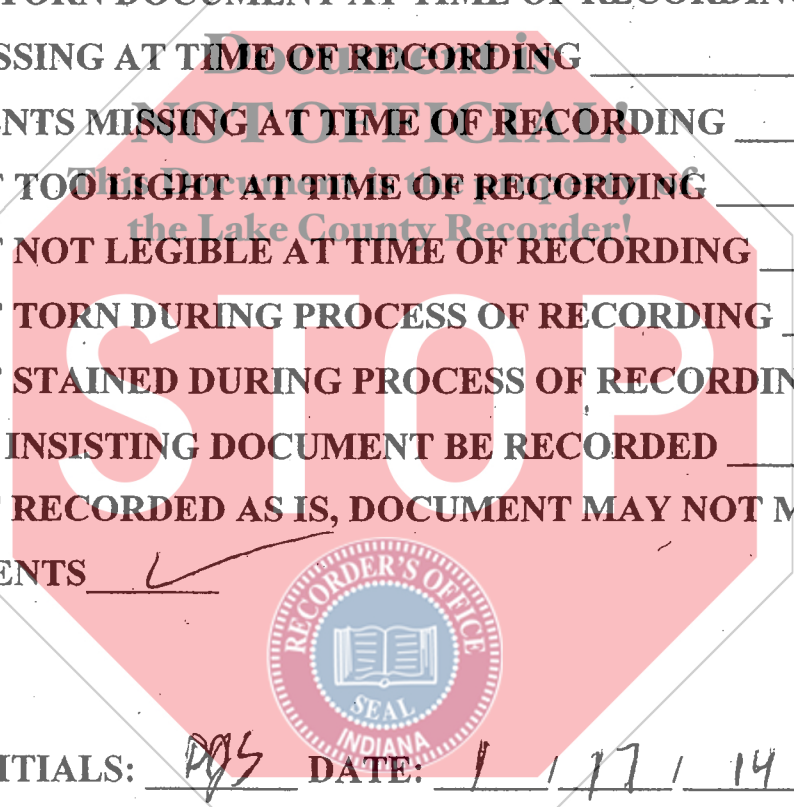 TORN DOCUMENT AT TIME OF RECORDING
SSING AT TIME OF RECORDING
Document is
ENTS MISSING AT TIME OF RECORDING
NOT OFFICIAL!
TOO LIGHT AT TIME OF RECORDING
This Document is the property of
the Lake County Recorder!
NOT LEGIBLE AT TIME OF RECORDING
TORN DURING PROCESS OF RECORDING
STAINED DURING PROCESS OF RECORDIN
STOP
INSISTING DOCUMENT BE RECORDED
RECORDED AS IS, DOCUMENT MAY NOT M
ENTS
RECORDER'S OFFICE
SEAL
INDIANA
ITIALS: DATE: 1 / 17 / 14